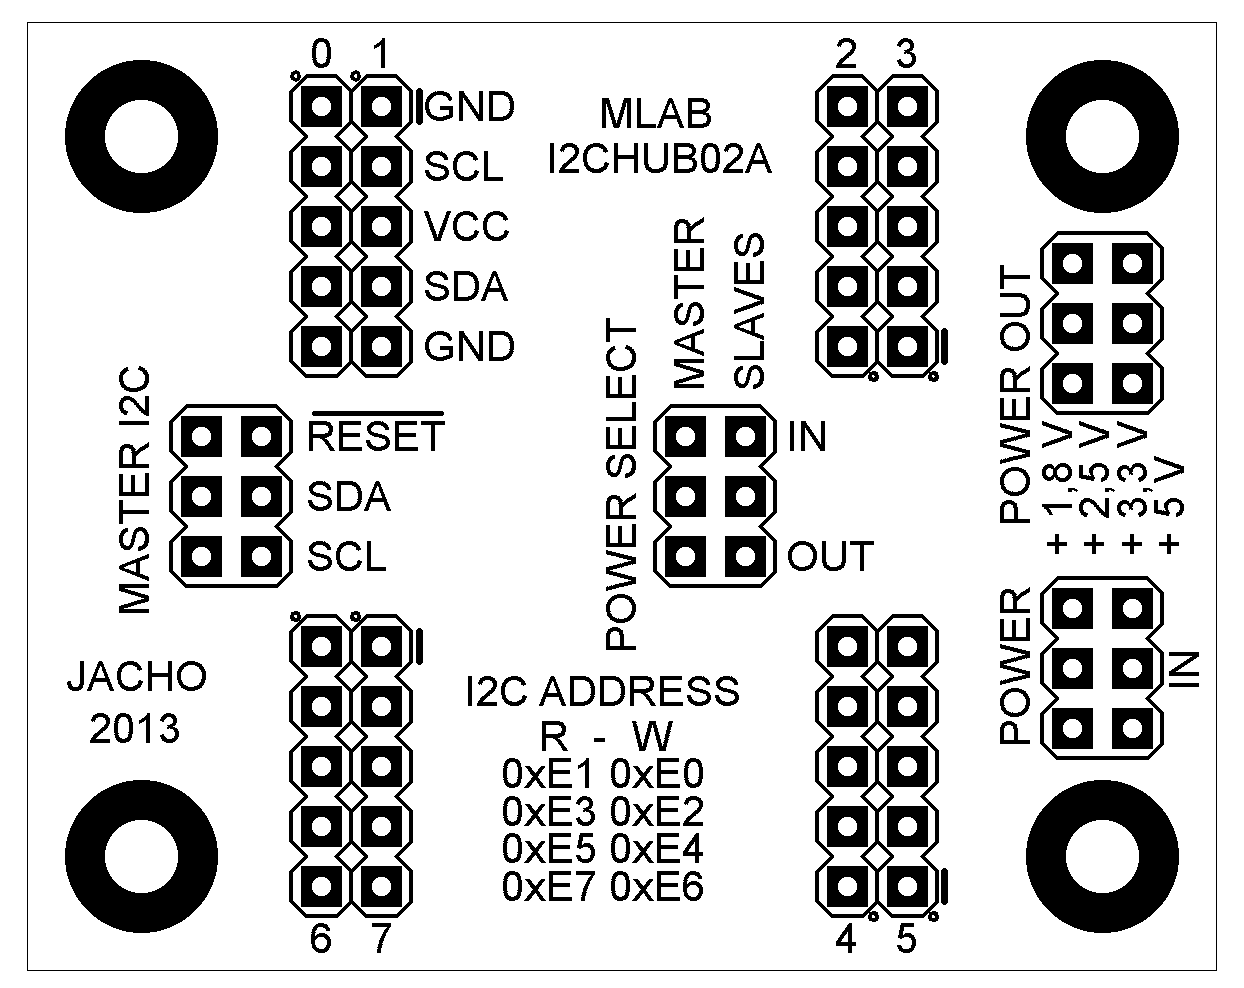 0 1
GND
SCL
VCC
SDA
GND
MLAB
I2CHUB02A
2 3
MASTER
SLAVES
POWER SELECT
IN
OUT
MASTER I2C
RESET
SDA
SCL
POWER OUT
+ 1,8 V
+ 2,5 V
+ 3,3 V
+ 5 V
POWER
IN
JACHO
2013
I2C ADDRESS
R - W
0xE1 0xE0
0xE3 0xE2
0xE5 0xE4
0xE7 0xE6
6 7
4 5